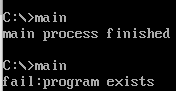 C:\>main
main process finished
C:\>main
fail:program exists